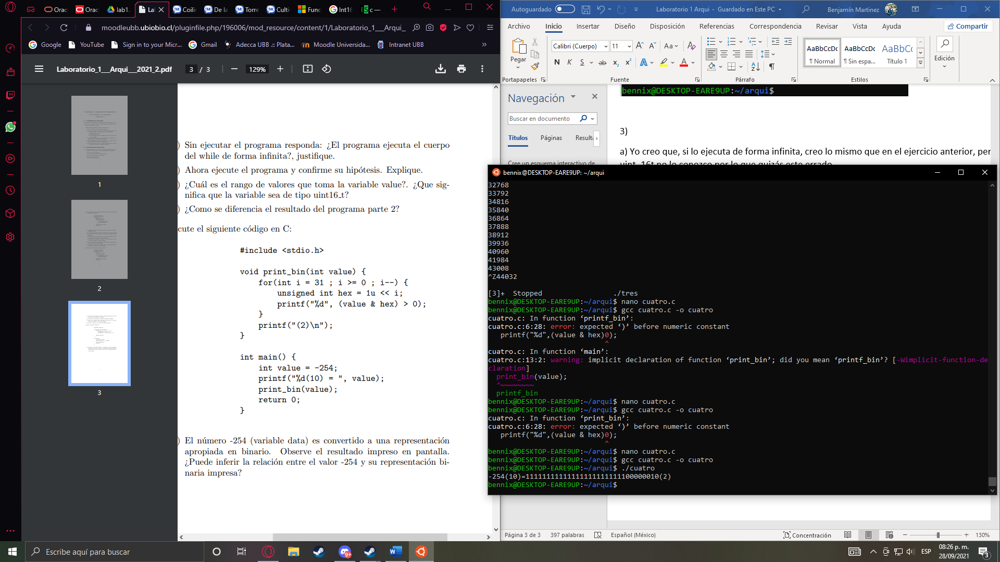 Orac
Orac
lab1.
La
Coilin
De la
Torre
Culti
Func
Int16
c —
moodleubb.ubiobio.cl/pluginfile.php/196006/mod_resource/content/1/Laboratorio_1___Arqui_
Google
YouTube
Sign in to your Micr...
Gmail
Adecca UBB .:: Plata...
Moodle Universida...
Intranet UBB
»
Laboratorio_1___Arqui___2021_2.pdf
3 / 3
129%
1
2
3
) Sin ejecutar el programa responda: ¿El programa ejecuta el cuerpo
del while de forma infinita?, justifique.
) Ahora ejecute el programa y confirme su hipótesis. Explique.
) ¿Cuál es el rango de valores que toma la variable value?. ¿Que sig-
nifica que la variable sea de tipo uint16_t?
) ¿Como se diferencia el resultado del programa parte 2?
cute el siguiente código en C:
#include <stdio.h>
void print_bin(int value) {
for(int i = 31 ; i >= 0 ; i--) {
unsigned int hex = 1u << i;
printf("%d", (value & hex) > 0);
}
printf("(2)\n");
}
int main() {
int value = -254;
printf("%d(10) = ", value);
print_bin(value);
return 0;
}
) El número -254 (variable data) es convertido a una representación
apropiada en binario. Observe el resultado impreso en pantalla.
¿Puede inferir la relación entre el valor -254 y su representación bi-
naria impresa?
Autoguardado
Laboratorio 1 Arqui - Guardado en Este PC
Benjamín Martinez
Archivo
Inicio
Insertar
Diseño
Disposición
Referencias
Correspondencia
Revisar
Vista
Ayuda
Compartir
Pegar
Calibri (Cuerpo)
11
N K S ab x₂ x² A A
Aa
AaBbCcDc
AaBbCcDc
AaBbCc
¶ Normal
¶ Sin espa...
Título 1
Edición
Portapapeles
Fuente
Párrafo
Estilos
Navegación
Buscar en documento
Títulos
Páginas
Result
Cree un esquema interactivo de
bennix@DESKTOP-EARE9UP:~/arqui$
3)
a) Yo creo que, si lo ejecuta de forma infinita, creo lo mismo que en el ejercicio anterior, per
uint_16t no lo conozco por lo que quizás este errado
bennix@DESKTOP-EARE9UP: ~/arqui
32768
33792
34816
35840
36864
37888
38912
39936
40960
41984
43008
^Z44032
[3]+  Stopped                 ./tres
bennix@DESKTOP-EARE9UP:~/arqui$ nano cuatro.c
bennix@DESKTOP-EARE9UP:~/arqui$ gcc cuatro.c -o cuatro
cuatro.c: In function ‘printf_bin’:
cuatro.c:6:28: error: expected ‘)’ before numeric constant
printf("%d",(value & hex)0);
^
cuatro.c: In function ‘main’:
cuatro.c:13:2: warning: implicit declaration of function ‘print_bin’; did you mean ‘printf_bin’? [-Wimplicit-function-de
claration]
print_bin(value);
^~~~~~~~~
printf_bin
bennix@DESKTOP-EARE9UP:~/arqui$ nano cuatro.c
bennix@DESKTOP-EARE9UP:~/arqui$ gcc cuatro.c -o cuatro
cuatro.c: In function ‘print_bin’:
cuatro.c:6:28: error: expected ‘)’ before numeric constant
printf("%d",(value & hex)0);
^
bennix@DESKTOP-EARE9UP:~/arqui$ nano cuatro.c
bennix@DESKTOP-EARE9UP:~/arqui$ gcc cuatro.c -o cuatro
bennix@DESKTOP-EARE9UP:~/arqui$ ./cuatro
-254(10)=11111111111111111111111100000010(2)
bennix@DESKTOP-EARE9UP:~/arqui$
Página 3 de 3
397 palabras
Español (México)
Concentración
130%
Escribe aquí para buscar
9+
ESP
08:26 p. m.
28/09/2021
3